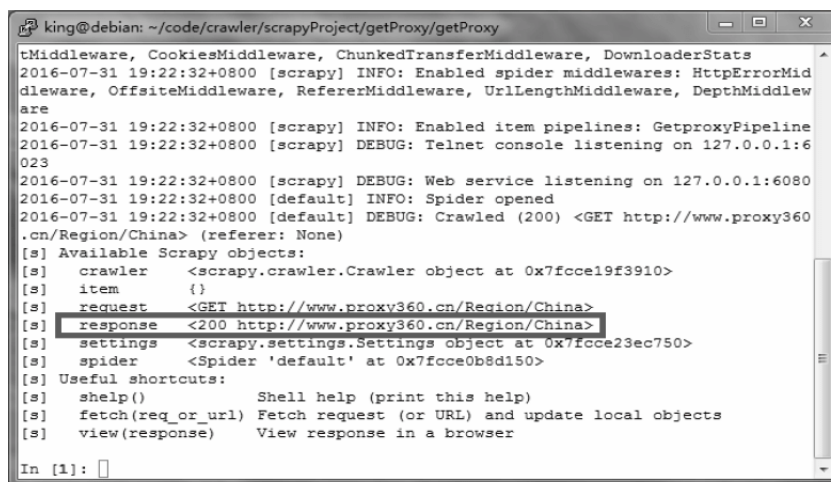 king@debian: ~/code/crawler/scrapyProject/getProxy/getProxy
tMiddleware, CookiesMiddleware, ChunkedTransferMiddleware, DownloaderStats
2016-07-31 19:22:32+0800 [scrapy] INFO: Enabled spider middlewares: HttpErrorMid
dleware, OffsiteMiddleware, RefererMiddleware, UrlLengthMiddleware, DepthMiddlew
are
2016-07-31 19:22:32+0800 [scrapy] INFO: Enabled item pipelines: GetproxyPipeline
2016-07-31 19:22:32+0800 [scrapy] DEBUG: Telnet console listening on 127.0.0.1:6
023
2016-07-31 19:22:32+0800 [scrapy] DEBUG: Web service listening on 127.0.0.1:6080
2016-07-31 19:22:32+0800 [default] INFO: Spider opened
2016-07-31 19:22:32+0800 [default] DEBUG: Crawled (200) <GET http://www.proxy360
.cn/Region/China> (referer: None)
[s] Available Scrapy objects:
[s]   crawler    <scrapy.crawler.Crawler object at 0x7fcce19f3910>
[s]   item       {}
[s]   request    <GET http://www.proxy360.cn/Region/China>
[s]   response   <200 http://www.proxy360.cn/Region/China>
[s]   settings   <scrapy.settings.Settings object at 0x7fcce23ec750>
[s]   spider     <Spider 'default' at 0x7fcce0b8d150>
[s] Useful shortcuts:
[s]   shelp()           Shell help (print this help)
[s]   fetch(req_or_url) Fetch request (or URL) and update local objects
[s]   view(response)    View response in a browser
In [1]: